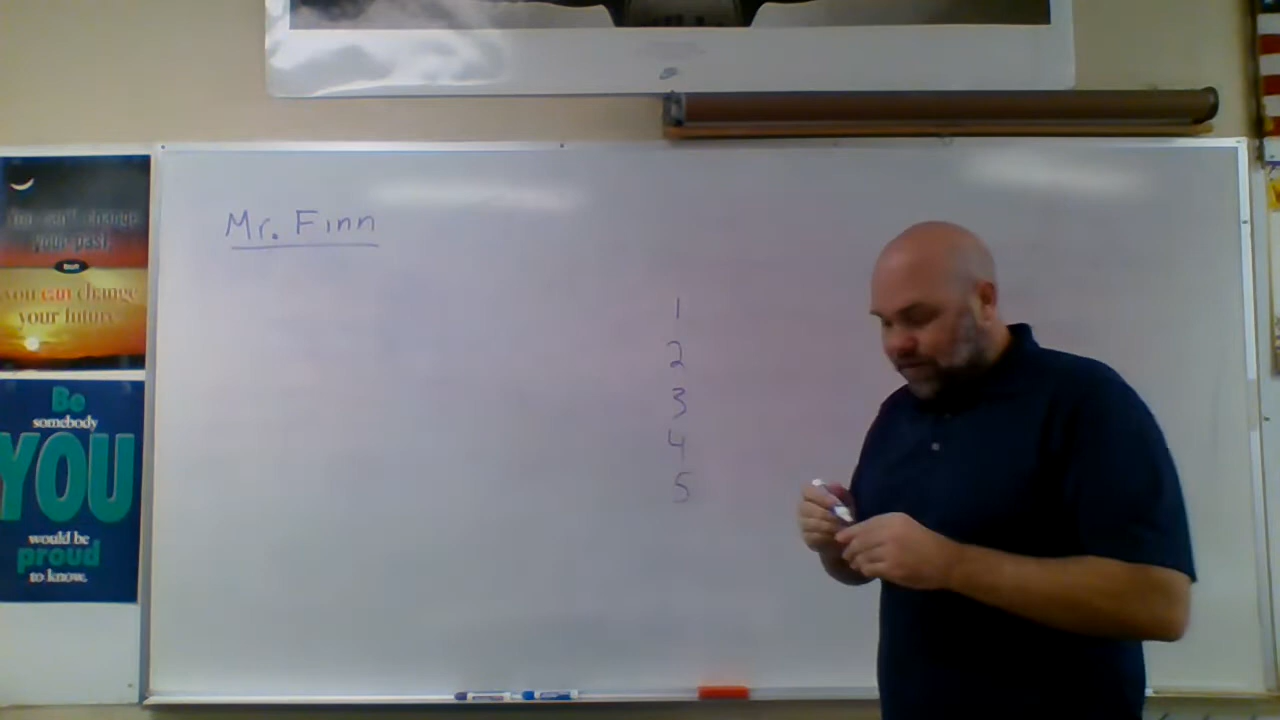 You can't change
your past,
but
you can change
your future
Be
somebody
YOU
would be
proud
to know.
Mr. Finn
1
2
3
4
5